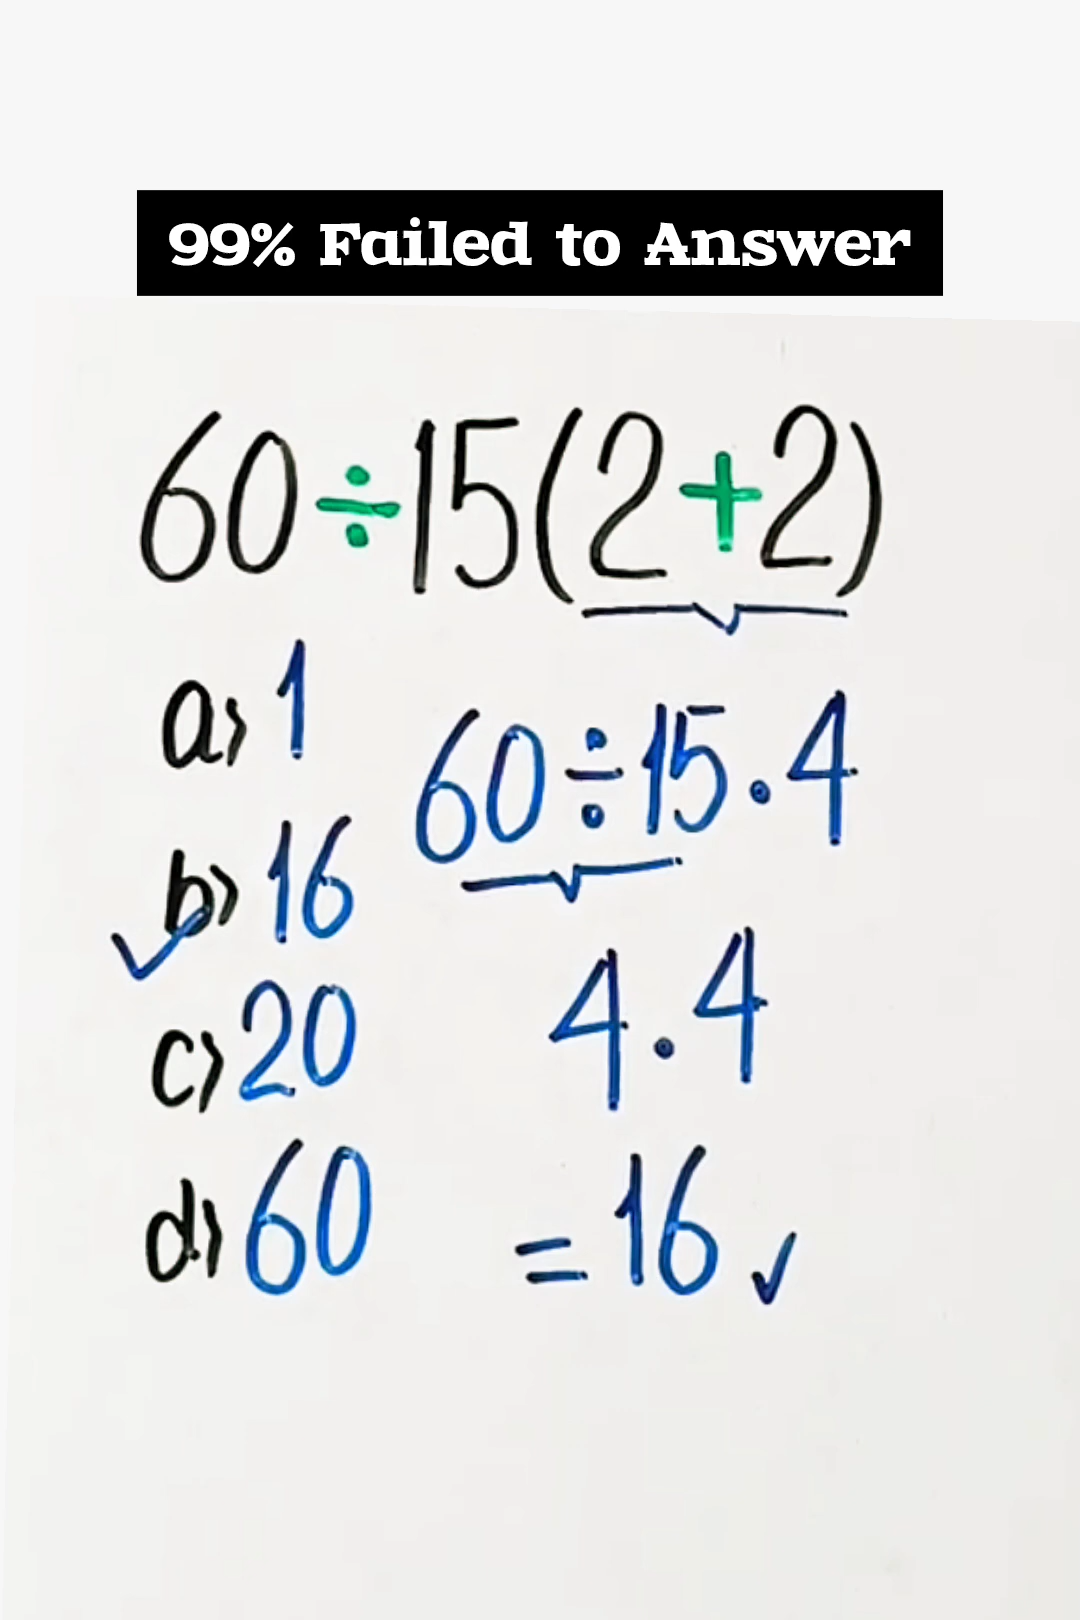 99% Failed to Answer
60÷15(2+2)
a) 1
60÷15.4
b) 16
4.4
c) 20
d) 60
=16 ✓